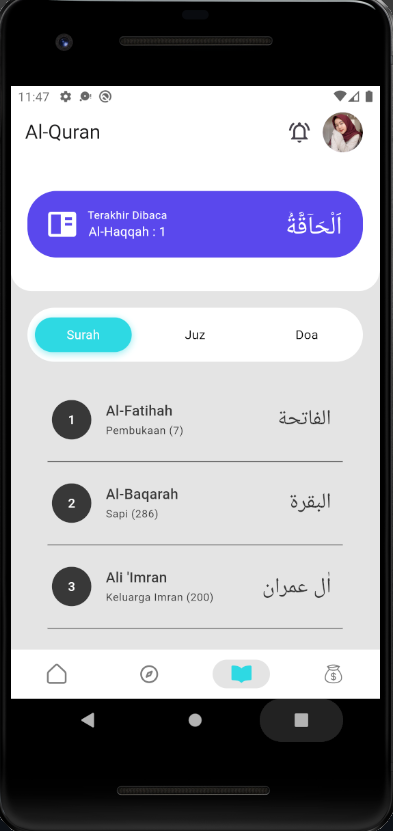 11:47
Al-Quran
Terakhir Dibaca
Al-Haqqah : 1
اَلْحَاۤقَّةُ
Surah
Juz
Doa
1
Al-Fatihah
Pembukaan (7)
الفاتحة
2
Al-Baqarah
Sapi (286)
البقرة
3
Ali 'Imran
Keluarga Imran (200)
اٰل عمران
$